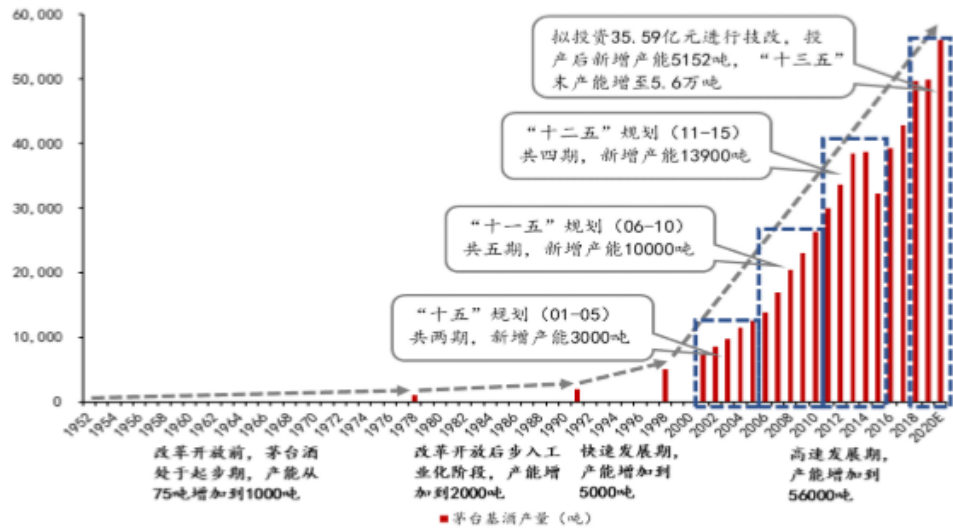 60,000
50,000
40,000
30,000
20,000
10,000
0
拟投资35.59亿元进行技改，投
产后新增产能5152吨，“十三五”
末产能增至5.6万吨
“十二五”规划（11-15）
共四期，新增产能13900吨
“十一五”规划（06-10）
共五期，新增产能10000吨
“十五”规划（01-05）
共两期，新增产能3000吨
1952
1954
1956
1958
1960
1962
1964
1966
1968
1970
1972
1974
1976
1978
1980
1982
1984
1986
1988
1990
1992
1994
1996
1998
2000
2002
2004
2006
2008
2010
2012
2014
2016
2018
2020E
改革开放前，茅台酒
处于起步期，产能从
75吨增加到1000吨
改革开放后步入工
业化阶段，产能增
加到2000吨
快速发展期，
产能增加到
5000吨
高速发展期，
产能增加到
56000吨
茅台基酒产量（吨）